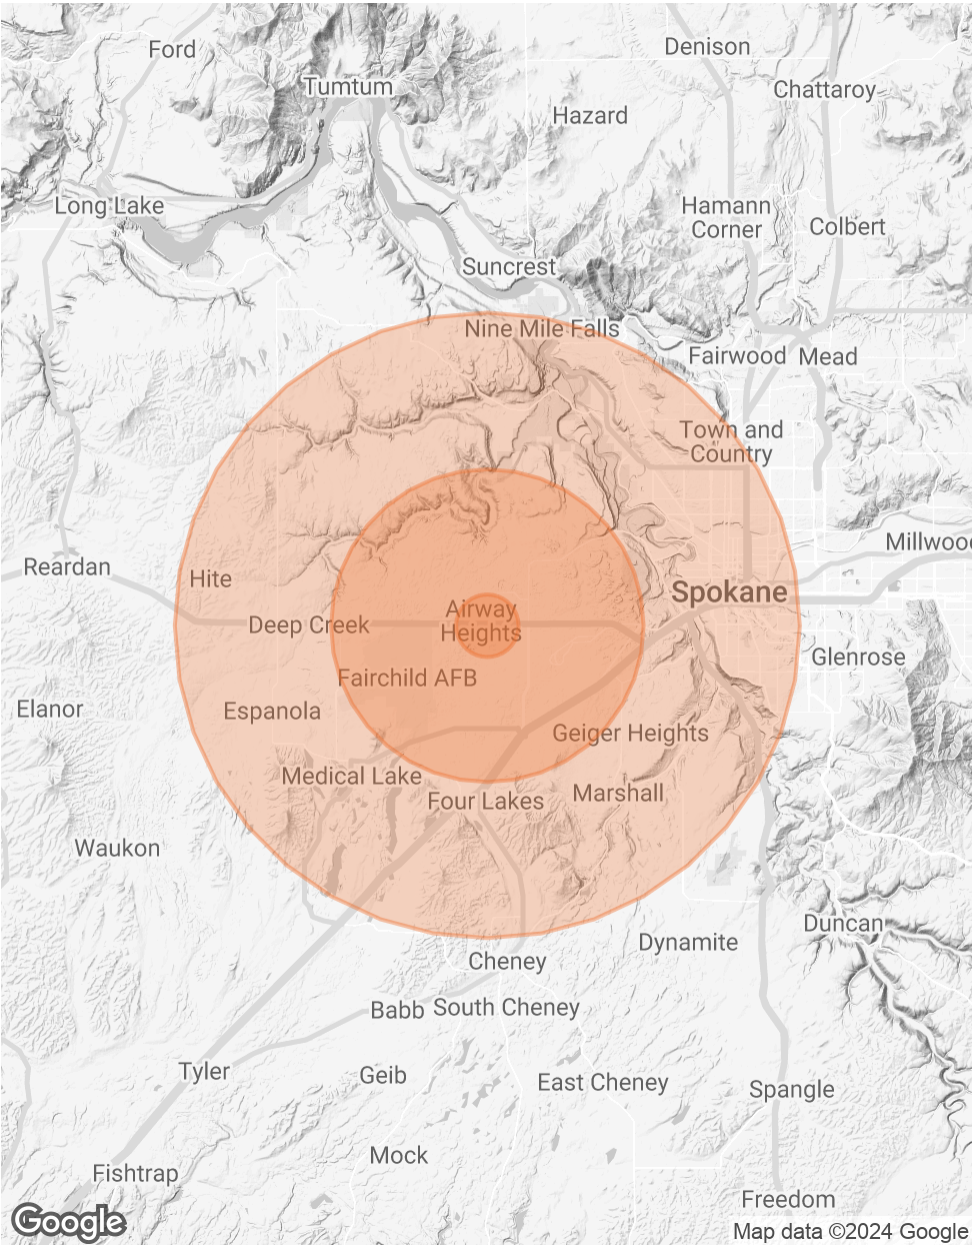 Ford
Denison
Tumtum
Chattaroy
Hazard
Long Lake
Hamann
Corner
Colbert
Suncrest
Nine Mile Falls
Fairwood
Mead
Town and
Country
Millwoo
Reardan
Hite
Spokane
Airway
Heights
Deep Creek
Glenrose
Fairchild AFB
Elanor
Espanola
Geiger Heights
Medical Lake
Marshall
Four Lakes
Waukon
Duncan
Dynamite
Cheney
Babb
South Cheney
Tyler
Geib
East Cheney
Spangle
Mock
Fishtrap
Freedom
Google
Map data ©2024 Google